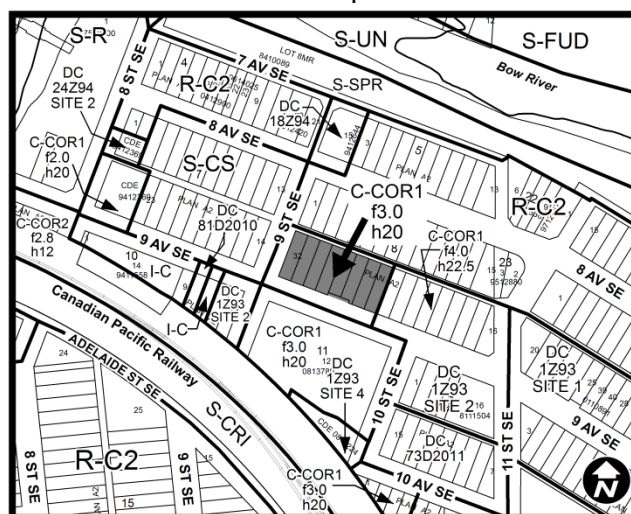 S-R
S-UN
S-FUD
Bow River
LOT 8MR
8410089
7 AV SE
S-SPR
DC
24Z94
SITE 2
8 ST SE
R-C2
DC
18Z94
8 AV SE
S-CS
C-COR1
f2.0
h20
C-COR1
f3.0
h20
C-COR1
f4.0
h22.5
R-C2
C-COR2
f2.8
h12
9 AV SE
DC
81D2010
9 ST SE
PLAN A2
8 AV SE
I-C
I-C
DC
1Z93
SITE 2
C-COR1
f3.0
h20
DC
1Z93
SITE 4
DC
1Z93
SITE 2
DC
1Z93
SITE 1
Canadian Pacific Railway
ADELAIDE ST SE
S-CRI
10 ST SE
11 ST SE
9 AV SE
DC
73D2011
R-C2
8 ST SE
9 ST SE
C-COR1
f3.0
h20
10 AV SE
N